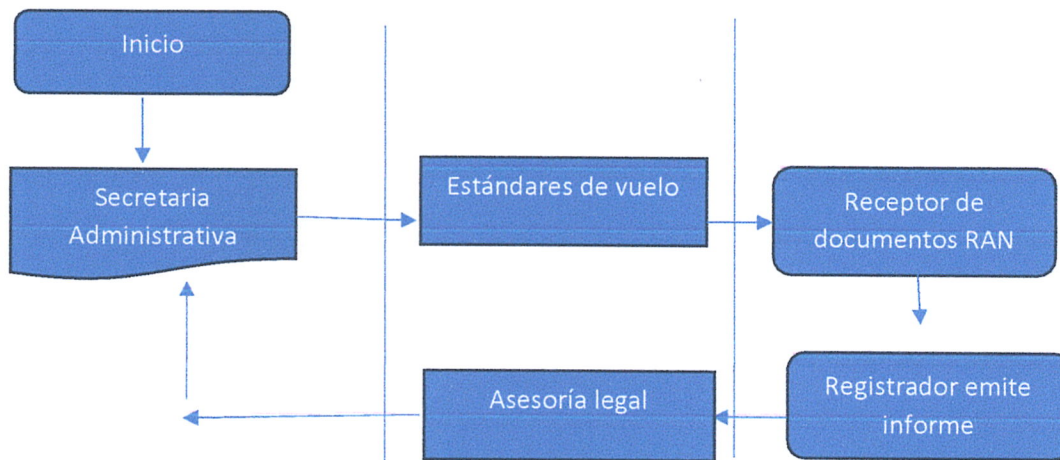 Inicio
Secretaria
Administrativa
Estándares de vuelo
Receptor de
documentos RAN
Asesoría legal
Registrador emite
informe